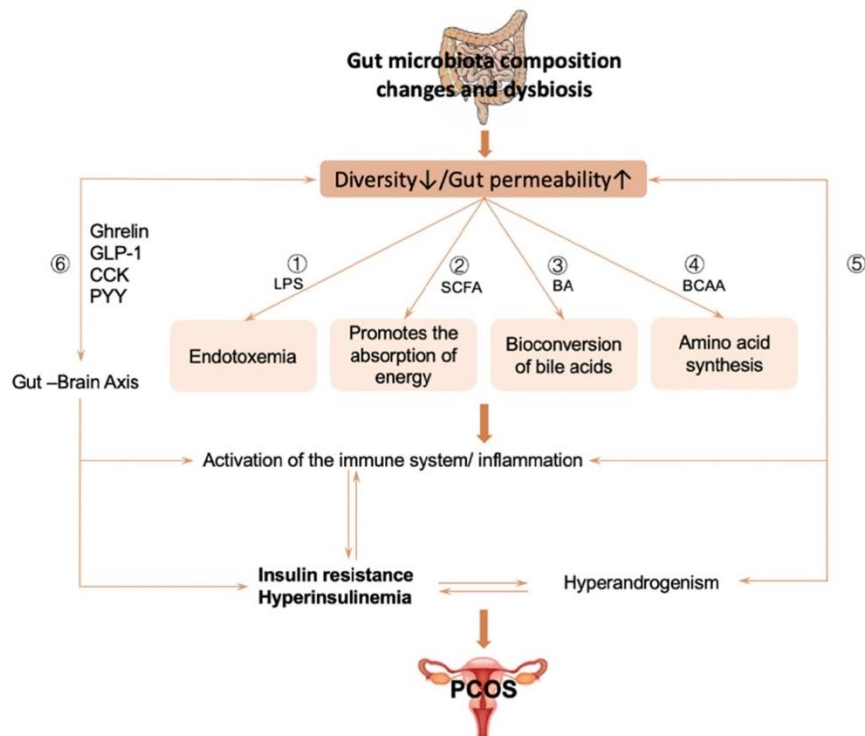 Gut microbiota composition
changes and dysbiosis
Diversity↓/Gut permeability↑
Ghrelin
GLP-1
CCK
PYY
⑥
①
LPS
②
SCFA
③
BA
④
BCAA
⑤
Endotoxemia
Promotes the
absorption of
energy
Bioconversion
of bile acids
Amino acid
synthesis
Gut –Brain Axis
Activation of the immune system/ inflammation
Insulin resistance
Hyperinsulinemia
Hyperandrogenism
PCOS